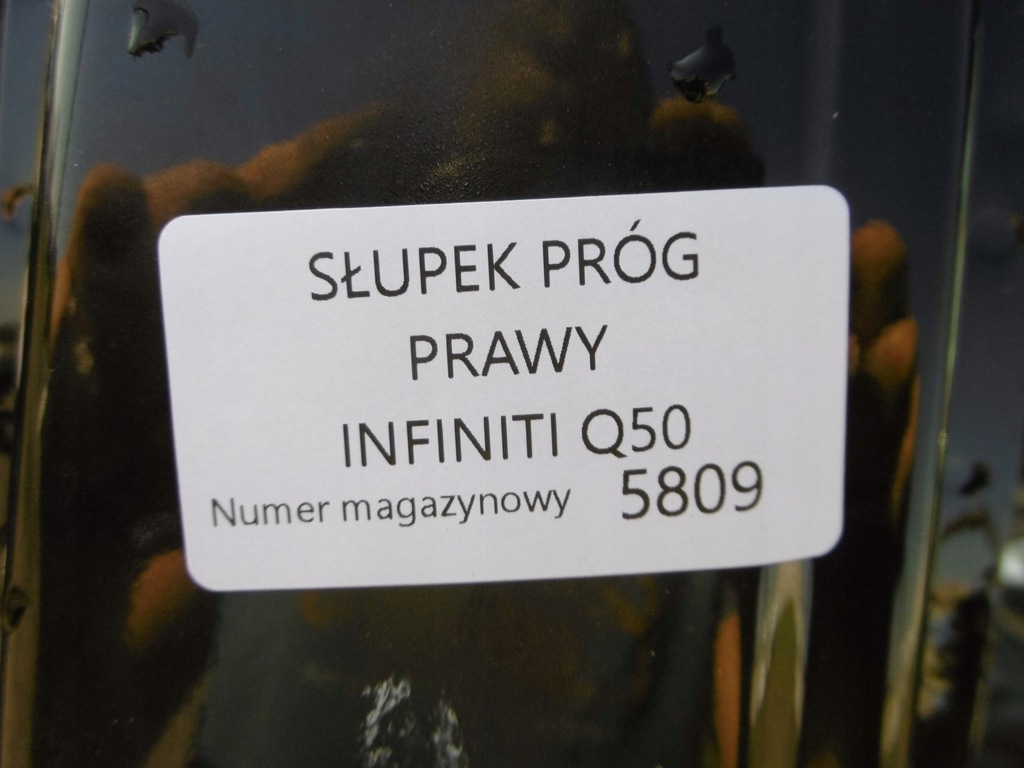 SŁUPEK PRÓG
PRAWY
INFINITI Q50
Numer magazynowy 5809